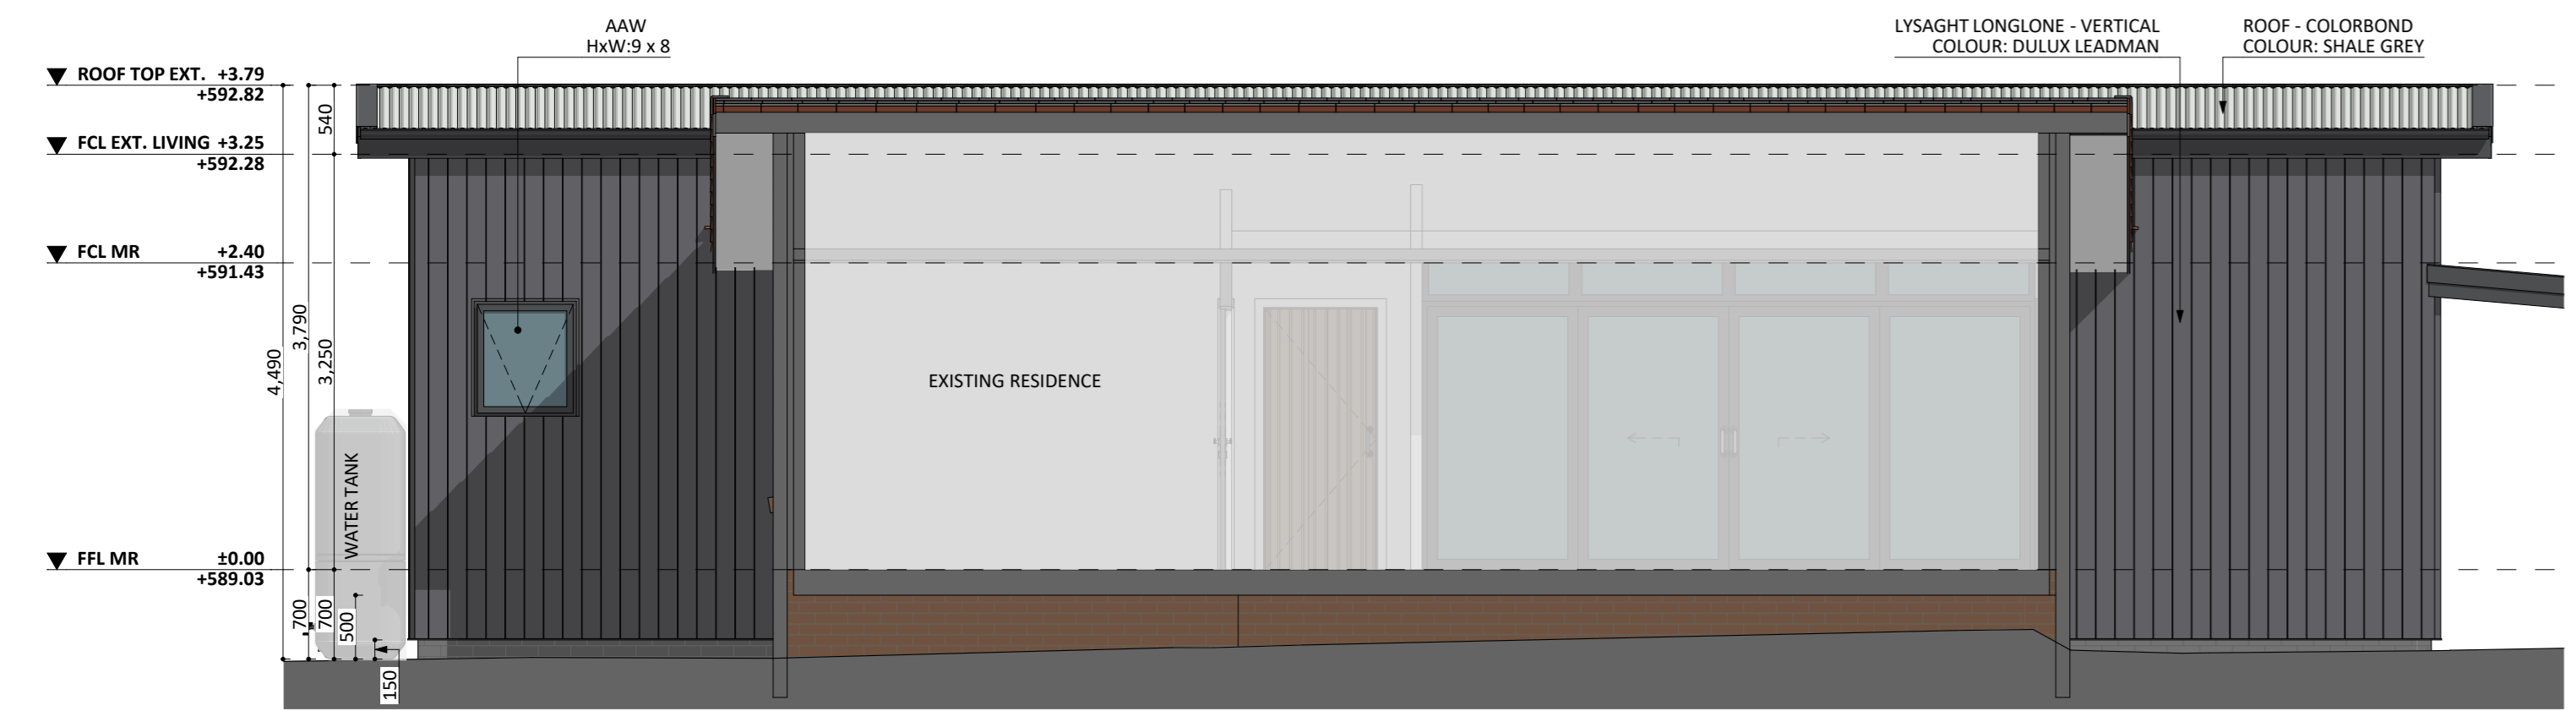 AAW
HxW:9 x 8
LYSAGHT LONGLONE - VERTICAL
COLOUR: DULUX LEADMAN
ROOF - COLORBOND
COLOUR: SHALE GREY
ROOF TOP EXT. +3.79
+592.82
540
FCL EXT. LIVING +3.25
+592.28
FCL MR +2.40
+591.43
4,490
3,790
3,250
EXISTING RESIDENCE
WATER TANK
FFL MR ±0.00
+589.03
700
700
500
150